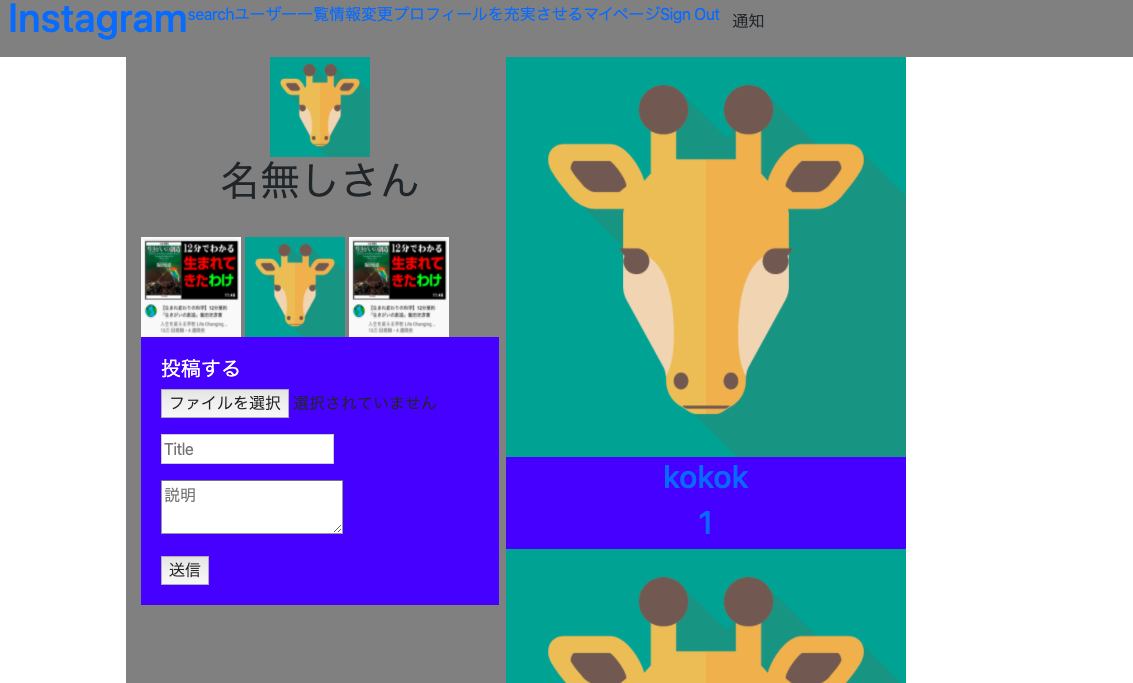 Instagram
searchユーザー一覧情報変更プロフィールを充実させるマイページSign Out
通知
名無しさん
12分でわかる
生まれて
きたわけ
12分でわかる
生まれて
きたわけ
投稿する
ファイルを選択 選択されていません
Title
説明
送信
kokok
1